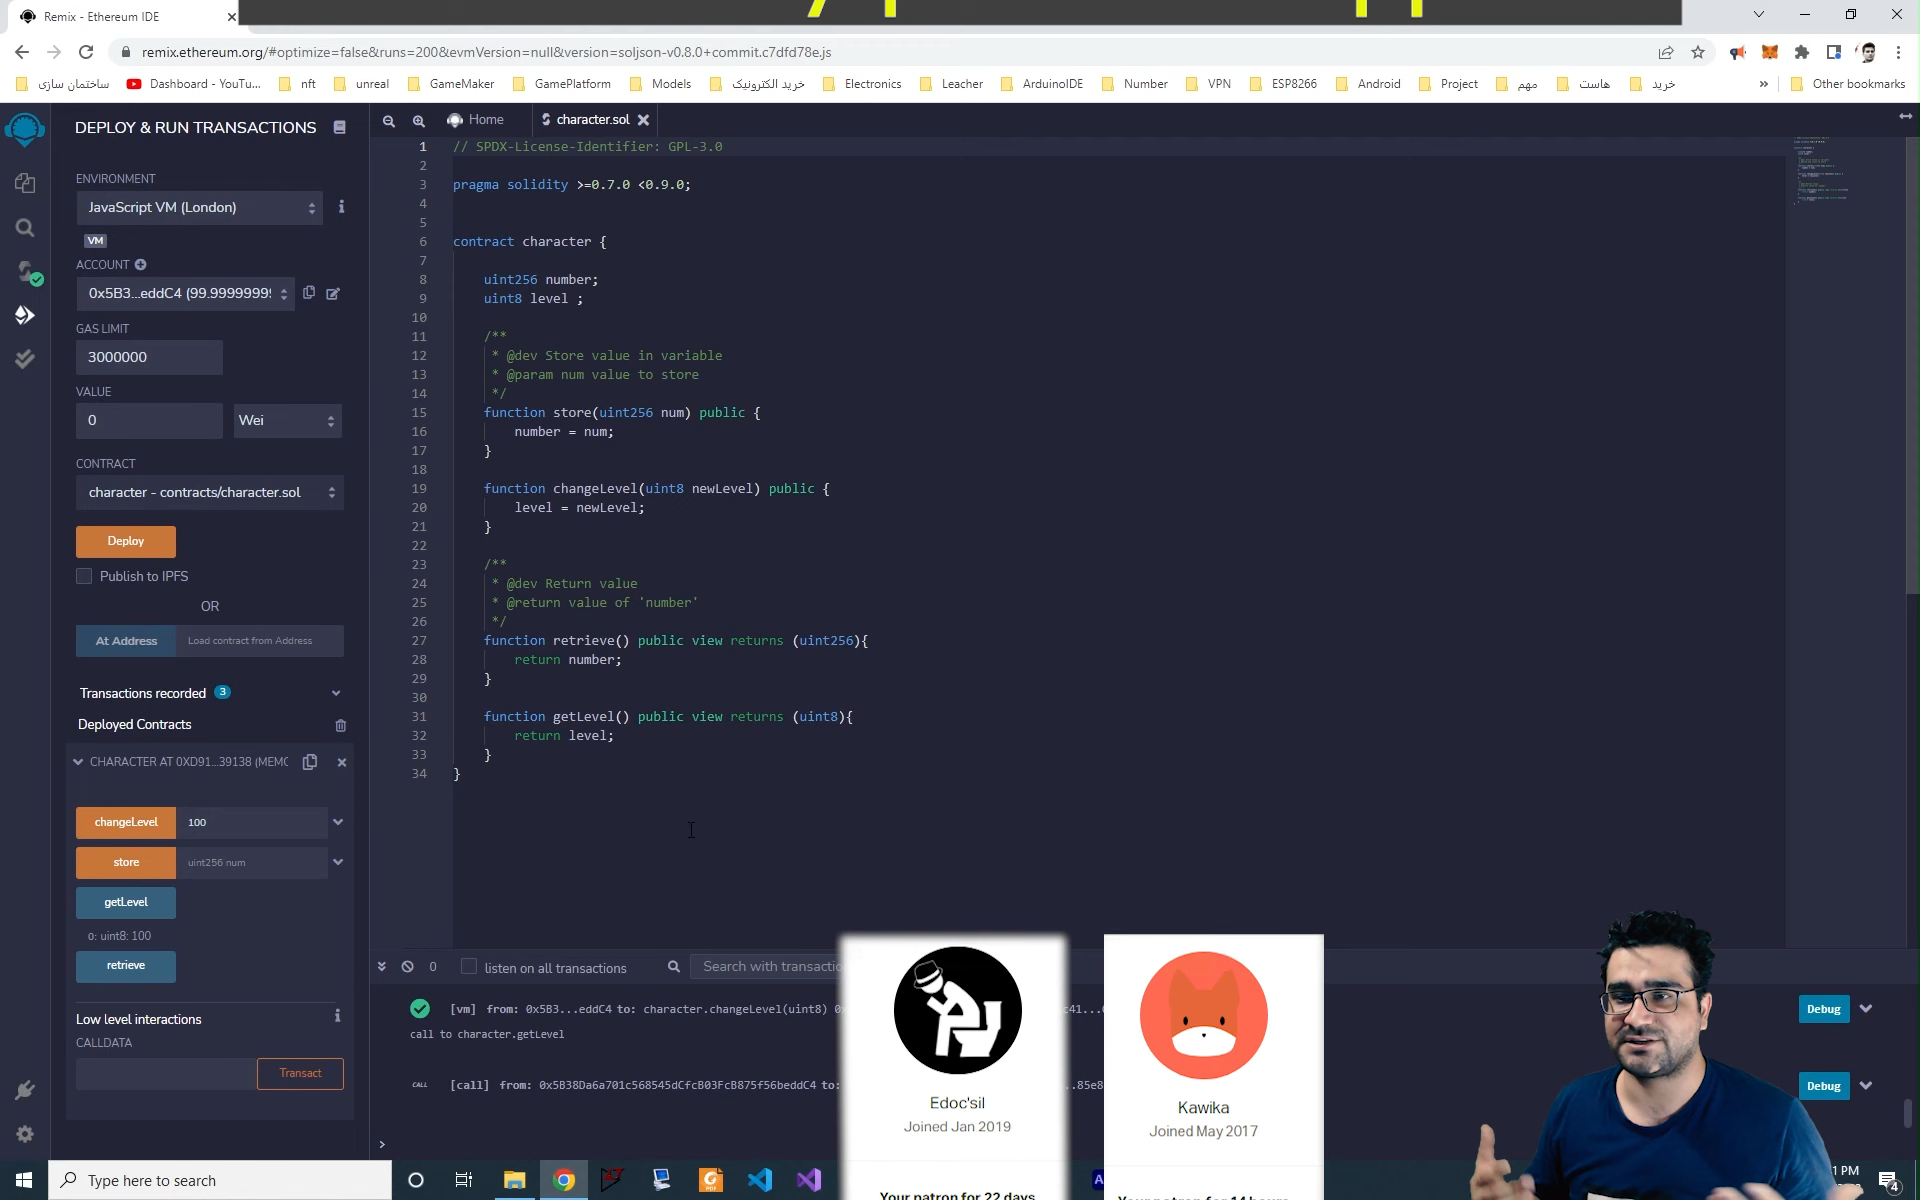 Remix - Ethereum IDE
remix.ethereum.org/#optimize=false&runs=200&evmVersion=null&version=soljson-v0.8.0+commit.c7dfd78e.js
ساختمان سازی
Dashboard - YouTu...
nft
unreal
GameMaker
GamePlatform
Models
خرید الکترونیک
Electronics
Leacher
ArduinoIDE
Number
VPN
ESP8266
Android
Project
مهم
هاست
خرید
Other bookmarks
DEPLOY & RUN TRANSACTIONS
ENVIRONMENT
JavaScript VM (London)
VM
ACCOUNT
0x5B3...eddC4 (99.9999999
GAS LIMIT
3000000
VALUE
0
Wei
CONTRACT
character - contracts/character.sol
Deploy
Publish to IPFS
OR
At Address
Load contract from Address
Transactions recorded 3
Deployed Contracts
CHARACTER AT 0XD91...39138 (MEMO
changeLevel
100
store
uint256 num
getLevel
0: uint8: 100
retrieve
Low level interactions
CALLDATA
Transact
Home
character.sol
1 // SPDX-License-Identifier: GPL-3.0
2
3 pragma solidity >=0.7.0 <0.9.0;
4
5
6 contract character {
7
8 uint256 number;
9 uint8 level ;
10
11 /**
12 * @dev Store value in variable
13 * @param num value to store
14 */
15 function store(uint256 num) public {
16 number = num;
17 }
18
19 function changeLevel(uint8 newLevel) public {
20 level = newLevel;
21 }
22
23 /**
24 * @dev Return value
25 * @return value of 'number'
26 */
27 function retrieve() public view returns (uint256){
28 return number;
29 }
30
31 function getLevel() public view returns (uint8){
32 return level;
33 }
34 }
0
listen on all transactions
Search with transactio
[vm] from: 0x5B3...eddC4 to: character.changeLevel(uint8) 0
c41...
Debug
call to character.getLevel
CALL
[call] from: 0x5B38Da6a701c568545dCfcB03FcB875f56beddC4 to:
..85e8
Debug
>
Edoc'sil
Joined Jan 2019
Your patron for 22 days
Kawika
Joined May 2017
Your patron for 14 hours
Type here to search
1 PM
4